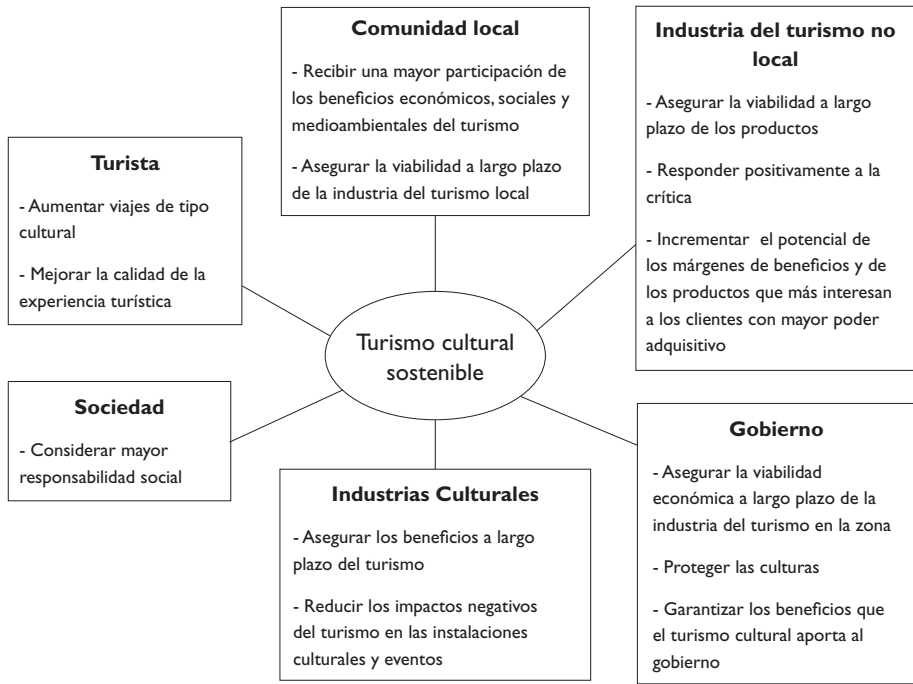 Comunidad local
- Recibir una mayor participación de
los beneficios económicos, sociales y
medioambientales del turismo
- Asegurar la viabilidad a largo plazo
de la industria del turismo local
Industria del turismo no
local
- Asegurar la viabilidad a largo
plazo de los productos
- Responder positivamente a la
crítica
- Incrementar el potencial de
los márgenes de beneficios y de
los productos que más interesan
a los clientes con mayor poder
adquisitivo
Turista
- Aumentar viajes de tipo
cultural
- Mejorar la calidad de la
experiencia turística
Turismo cultural
sostenible
Sociedad
- Considerar mayor
responsabilidad social
Industrias Culturales
- Asegurar los beneficios a largo
plazo del turismo
- Reducir los impactos negativos
del turismo en las instalaciones
culturales y eventos
Gobierno
- Asegurar la viabilidad
económica a largo plazo de la
industria del turismo en la zona
- Proteger las culturas
- Garantizar los beneficios que
el turismo cultural aporta al
gobierno